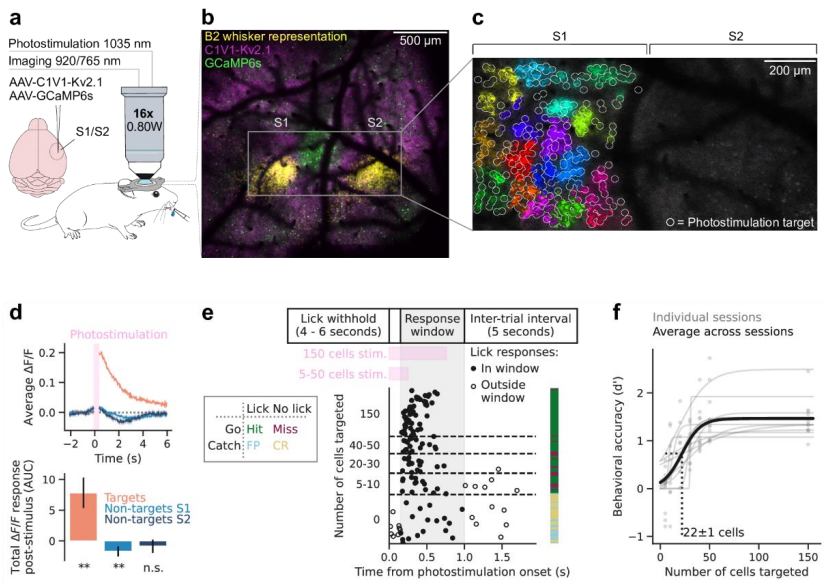 a
Photostimulation 1035 nm
Imaging 920/765 nm
AAV-C1V1-Kv2.1
AAV-GCaMP6s
16x
0.80W
S1/S2
b
B2 whisker representation
C1V1-Kv2.1
GCaMP6s
500 µm
S1
S2
c
S1
S2
200 µm
= Photostimulation target
d
Photostimulation
Average ΔF/F
0.2
0.1
0.0
−2
0
2
4
6
Time (s)
Total ΔF/F response
post-stimulus (AUC)
10
5
0
Targets
Non-targets S1
Non-targets S2
**
**
n.s.
e
Lick withhold
(4 - 6 seconds)
Response
window
Inter-trial interval
(5 seconds)
150 cells stim.
5-50 cells stim.
Lick responses:
In window
Outside
window
Lick No lick
Go Hit Miss
Catch FP CR
Number of cells targeted
150
40-50
20-30
5-10
0
0.0
0.5
1.0
1.5
Time from photostimulation onset (s)
f
Individual sessions
Average across sessions
Behavioral accuracy (d')
2
1
0
−1
22±1 cells
0
50
100
150
Number of cells targeted